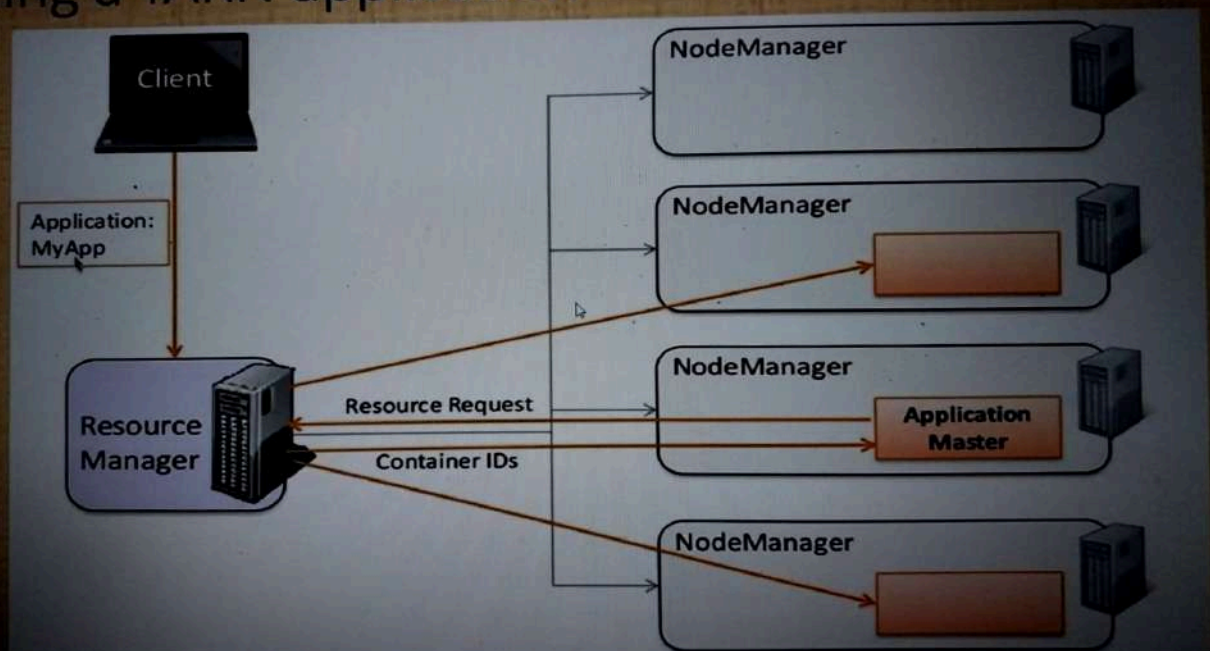 Client
Application:
MyApp
Resource
Manager
Resource Request
Container IDs
NodeManager
NodeManager
NodeManager
Application
Master
NodeManager